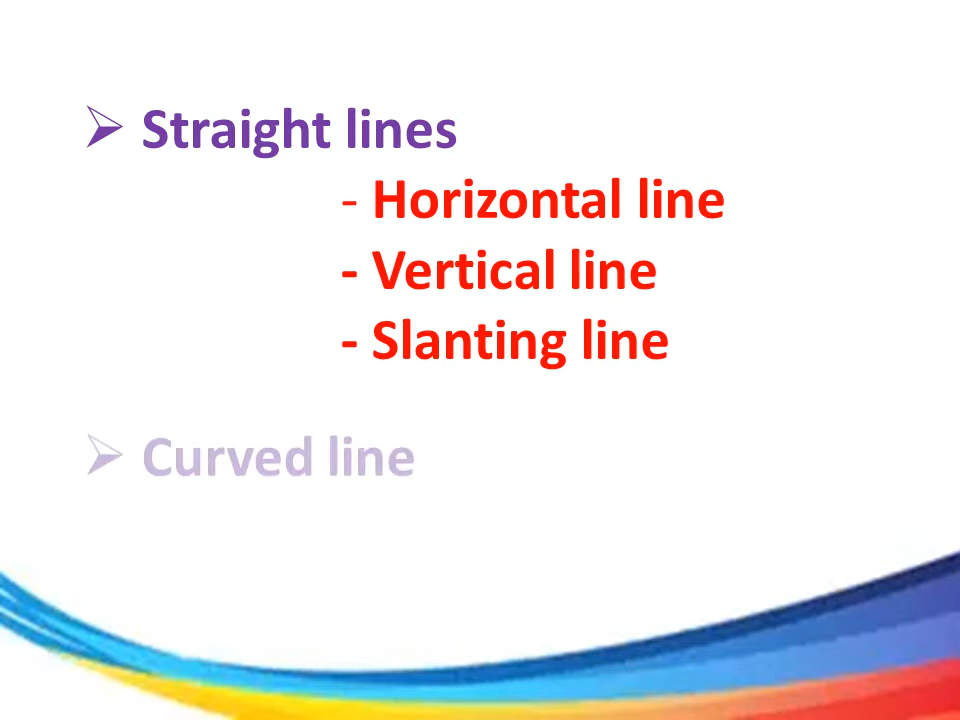 ➢ Straight lines
- Horizontal line
- Vertical line
- Slanting line
➢ Curved line